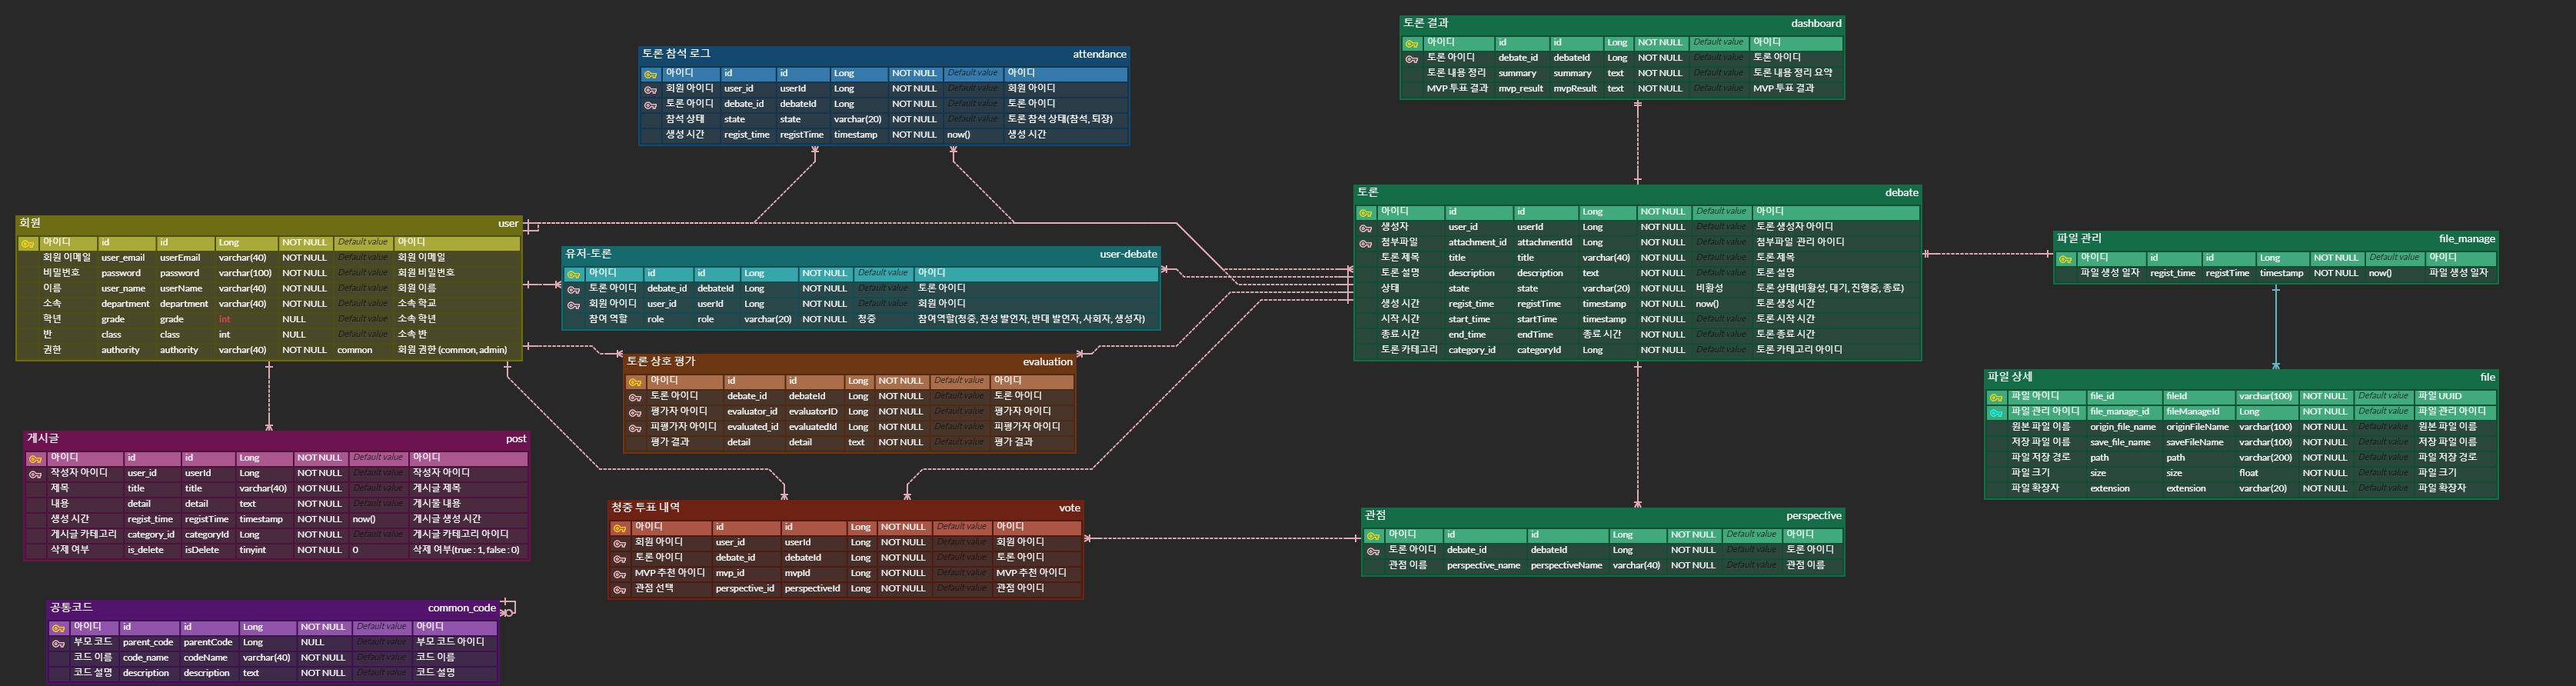 토론 결과 dashboard
아이디 id id Long NOT NULL Default value 아이디
토론 아이디 debate_id debateId Long NOT NULL Default value 토론 아이디
토론 내용 정리 summary summary text NOT NULL Default value 토론 내용 정리 요약
MVP 투표 결과 mvp_result mvpResult text NOT NULL Default value MVP 투표 결과
토론 참석 로그 attendance
아이디 id id Long NOT NULL Default value 아이디
회원 아이디 user_id userId Long NOT NULL Default value 회원 아이디
토론 아이디 debate_id debateId Long NOT NULL Default value 토론 아이디
참석 상태 state state varchar(20) NOT NULL Default value 토론 참석 상태(참석, 퇴장)
생성 시간 regist_time registTime timestamp NOT NULL now() 생성 시간
토론 debate
아이디 id id Long NOT NULL Default value 아이디
생성자 user_id userId Long NOT NULL Default value 토론 생성자 아이디
첨부파일 attachment_id attachmentId Long NOT NULL Default value 첨부파일 관리 아이디
토론 제목 title title varchar(40) NOT NULL Default value 토론 제목
토론 설명 description description text NOT NULL Default value 토론 설명
상태 state state varchar(20) NOT NULL 비활성 토론 상태(비활성, 대기, 진행중, 종료)
생성 시간 regist_time registTime timestamp NOT NULL now() 토론 생성 시간
시작 시간 start_time startTime timestamp NOT NULL Default value 토론 시작 시간
종료 시간 end_time endTime 종료 시간 NOT NULL Default value 토론 종료 시간
토론 카테고리 category_id categoryId Long NOT NULL Default value 토론 카테고리 아이디
회원 user
아이디 id id Long NOT NULL Default value 아이디
회원 이메일 user_email userEmail varchar(40) NOT NULL Default value 회원 이메일
비밀번호 password password varchar(100) NOT NULL Default value 회원 비밀번호
이름 user_name userName varchar(40) NOT NULL Default value 회원 이름
소속 department department varchar(40) NOT NULL Default value 소속 학교
학년 grade grade int NULL Default value 소속 학년
반 class class int NULL Default value 소속 반
권한 authority authority varchar(40) NOT NULL common 회원 권한 (common, admin)
파일 관리 file_manage
아이디 id id Long NOT NULL Default value 아이디
파일 생성 일자 regist_time registTime timestamp NOT NULL now() 파일 생성 일자
유저-토론 user-debate
아이디 id id Long NOT NULL Default value 아이디
토론 아이디 debate_id debateId Long NOT NULL Default value 토론 아이디
회원 아이디 user_id userId Long NOT NULL Default value 회원 아이디
참여 역할 role role varchar(20) NOT NULL 청중 참여역할(청중, 찬성 발언자, 반대 발언자, 사회자, 생성자)
토론 상호 평가 evaluation
아이디 id id Long NOT NULL Default value 아이디
토론 아이디 debate_id debateId Long NOT NULL Default value 토론 아이디
평가자 아이디 evaluator_id evaluatorID Long NOT NULL Default value 평가자 아이디
피평가자 아이디 evaluated_id evaluatedId Long NOT NULL Default value 피평가자 아이디
평가 결과 detail detail text NOT NULL Default value 평가 결과
파일 상세 file
파일 아이디 file_id fileId varchar(100) NOT NULL Default value 파일 UUID
파일 관리 아이디 file_manage_id fileManageId Long NOT NULL Default value 파일 관리 아이디
원본 파일 이름 origin_file_name originFileName varchar(100) NOT NULL Default value 원본 파일 이름
저장 파일 이름 save_file_name saveFileName varchar(100) NOT NULL Default value 저장 파일 이름
파일 저장 경로 path path varchar(200) NOT NULL Default value 파일 저장 경로
파일 크기 size size float NOT NULL Default value 파일 크기
파일 확장자 extension extension varchar(20) NOT NULL Default value 파일 확장자
게시글 post
아이디 id id Long NOT NULL Default value 아이디
작성자 아이디 user_id userId Long NOT NULL Default value 작성자 아이디
제목 title title varchar(40) NOT NULL Default value 게시글 제목
내용 detail detail text NOT NULL Default value 게시물 내용
생성 시간 regist_time registTime timestamp NOT NULL now() 게시글 생성 시간
게시글 카테고리 category_id categoryId Long NOT NULL Default value 게시글 카테고리 아이디
삭제 여부 is_delete isDelete tinyint NOT NULL 0 삭제 여부(true : 1, false : 0)
청중 투표 내역 vote
아이디 id id Long NOT NULL Default value 아이디
회원 아이디 user_id userId Long NOT NULL Default value 회원 아이디
토론 아이디 debate_id debateId Long NOT NULL Default value 토론 아이디
MVP 추천 아이디 mvp_id mvpId Long NOT NULL Default value MVP 추천 아이디
관점 선택 perspective_id perspectiveId Long NOT NULL Default value 관점 아이디
관점 perspective
아이디 id id Long NOT NULL Default value 아이디
토론 아이디 debate_id debateId Long NOT NULL Default value 토론 아이디
관점 이름 perspective_name perspectiveName varchar(40) NOT NULL Default value 관점 이름
공통코드 common_code
아이디 id id Long NOT NULL Default value 아이디
부모 코드 parent_code parentCode Long NULL Default value 부모 코드 아이디
코드 이름 code_name codeName varchar(40) NOT NULL Default value 코드 이름
코드 설명 description description text NOT NULL Default value 코드 설명